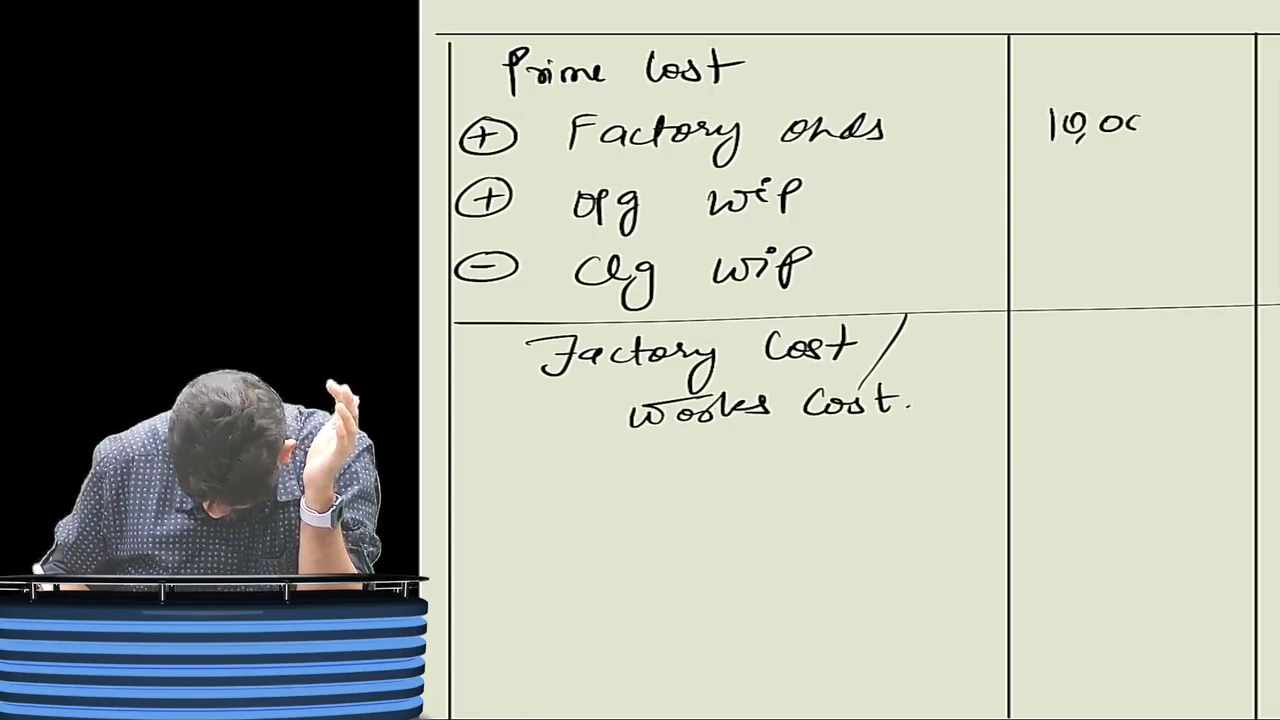 Prime Cost
+ Factory OHds 10,00
+ Opg WIP
- Clg WIP
Factory Cost /
Works Cost.